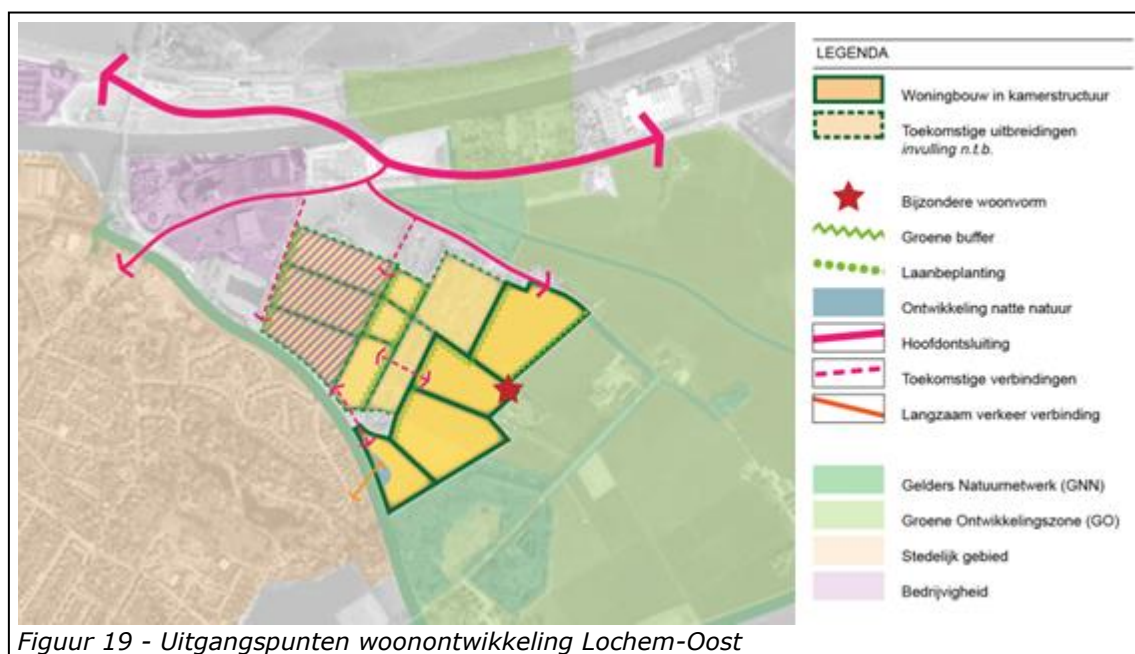 LEGENDA
Woningbouw in kamerstructuur
Toekomstige uitbreidingen
invulling n.t.b.
Bijzondere woonvorm
Groene buffer
Laanbeplanting
Ontwikkeling natte natuur
Hoofdontsluiting
Toekomstige verbindingen
Langzaam verkeer verbinding
Gelders Natuurnetwerk (GNN)
Groene Ontwikkelingszone (GO)
Stedelijk gebied
Bedrijvigheid
Figuur 19 - Uitgangspunten woonontwikkeling Lochem-Oost